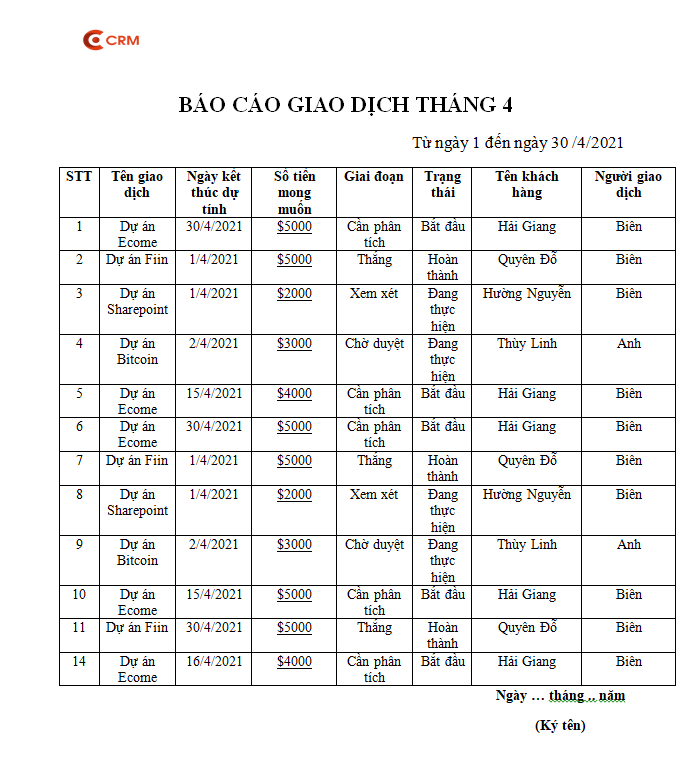 CRM
BÁO CÁO GIAO DỊCH THÁNG 4
Từ ngày 1 đến ngày 30 /4/2021
STT Tên giao dịch Ngày kết thúc dự tính Số tiền mong muốn Giai đoạn Trạng thái Tên khách hàng Người giao dịch
1 Dự án Ecome 30/4/2021 $5000 Cần phân tích Bắt đầu Hải Giang Biên
2 Dự án Fiin 1/4/2021 $5000 Thắng Hoàn thành Quyên Đỗ Biên
3 Dự án Sharepoint 1/4/2021 $2000 Xem xét Đang thực hiện Hường Nguyễn Biên
4 Dự án Bitcoin 2/4/2021 $3000 Chờ duyệt Đang thực hiện Thùy Linh Anh
5 Dự án Ecome 15/4/2021 $4000 Cần phân tích Bắt đầu Hải Giang Biên
6 Dự án Ecome 30/4/2021 $5000 Cần phân tích Bắt đầu Hải Giang Biên
7 Dự án Fiin 1/4/2021 $5000 Thắng Hoàn thành Quyên Đỗ Biên
8 Dự án Sharepoint 1/4/2021 $2000 Xem xét Đang thực hiện Hường Nguyễn Biên
9 Dự án Bitcoin 2/4/2021 $3000 Chờ duyệt Đang thực hiện Thùy Linh Anh
10 Dự án Ecome 15/4/2021 $5000 Cần phân tích Bắt đầu Hải Giang Biên
11 Dự án Fiin 30/4/2021 $5000 Thắng Hoàn thành Quyên Đỗ Biên
14 Dự án Ecome 16/4/2021 $4000 Cần phân tích Bắt đầu Hải Giang Biên
Ngày … tháng .. năm
(Ký tên)